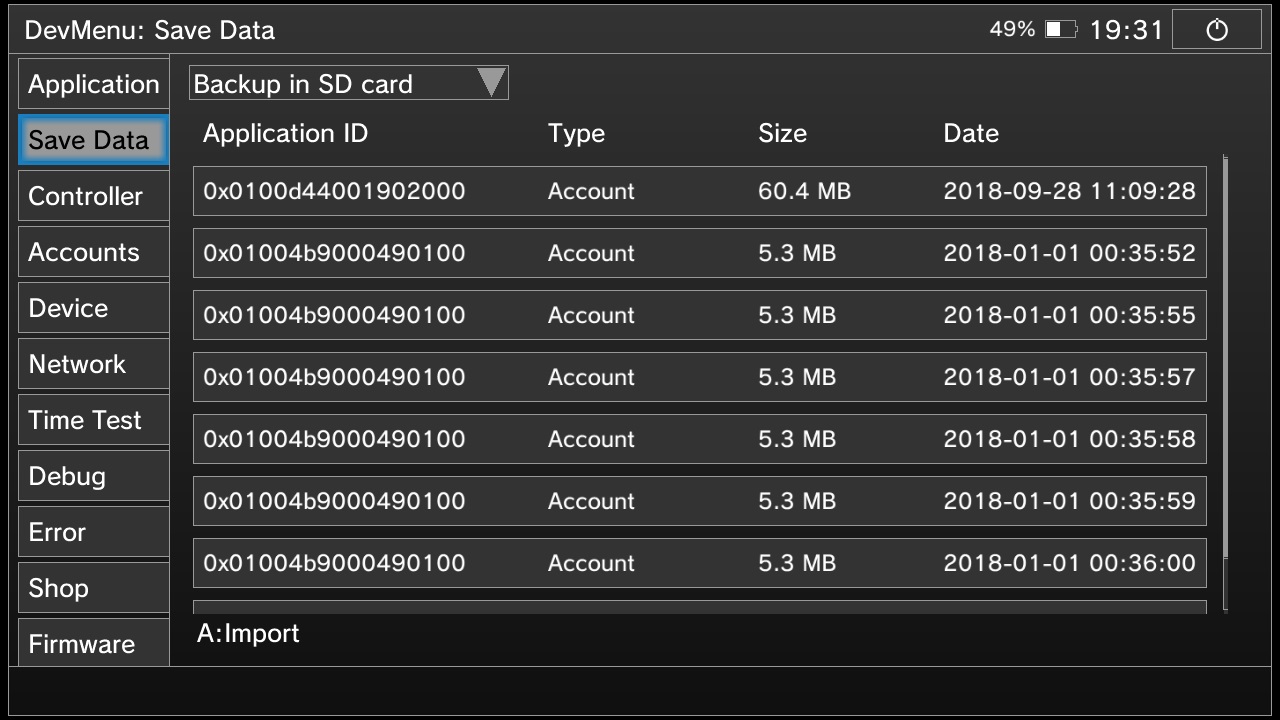 DevMenu: Save Data 49% 19:31
Application
Save Data
Controller
Accounts
Device
Network
Time Test
Debug
Error
Shop
Firmware
Backup in SD card
Application ID Type Size Date
0x0100d44001902000 Account 60.4 MB 2018-09-28 11:09:28
0x01004b9000490100 Account 5.3 MB 2018-01-01 00:35:52
0x01004b9000490100 Account 5.3 MB 2018-01-01 00:35:55
0x01004b9000490100 Account 5.3 MB 2018-01-01 00:35:57
0x01004b9000490100 Account 5.3 MB 2018-01-01 00:35:58
0x01004b9000490100 Account 5.3 MB 2018-01-01 00:35:59
0x01004b9000490100 Account 5.3 MB 2018-01-01 00:36:00
A:Import